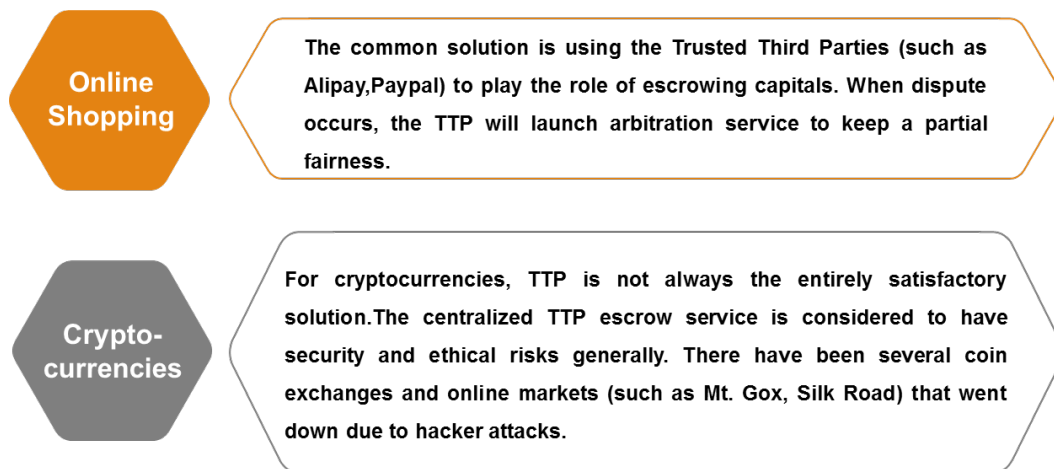 Online
Shopping
The common solution is using the Trusted Third Parties (such as
Alipay,Paypal) to play the role of escrowing capitals. When dispute
occurs, the TTP will launch arbitration service to keep a partial
fairness.
Crypto-
currencies
For cryptocurrencies, TTP is not always the entirely satisfactory
solution.The centralized TTP escrow service is considered to have
security and ethical risks generally. There have been several coin
exchanges and online markets (such as Mt. Gox, Silk Road) that went
down due to hacker attacks.